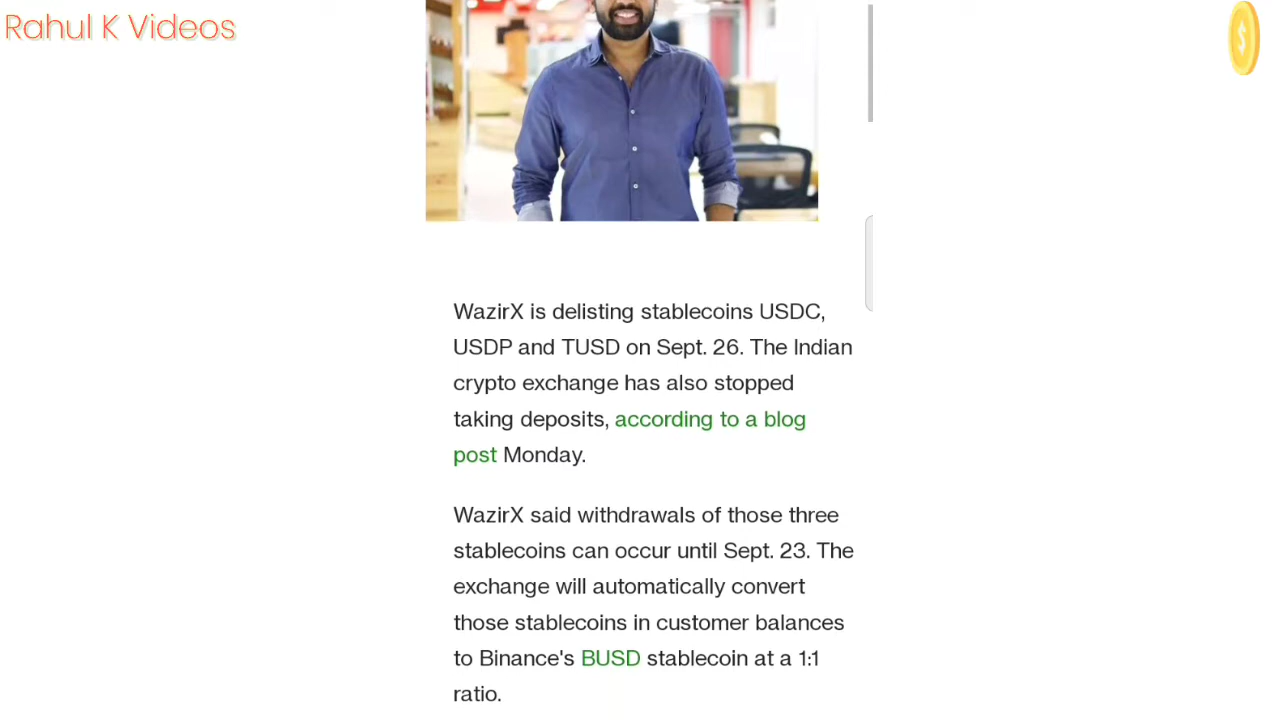 Rahul K Videos
$
WazirX is delisting stablecoins USDC,
USDP and TUSD on Sept. 26. The Indian
crypto exchange has also stopped
taking deposits, according to a blog
post Monday.
WazirX said withdrawals of those three
stablecoins can occur until Sept. 23. The
exchange will automatically convert
those stablecoins in customer balances
to Binance's BUSD stablecoin at a 1:1
ratio.